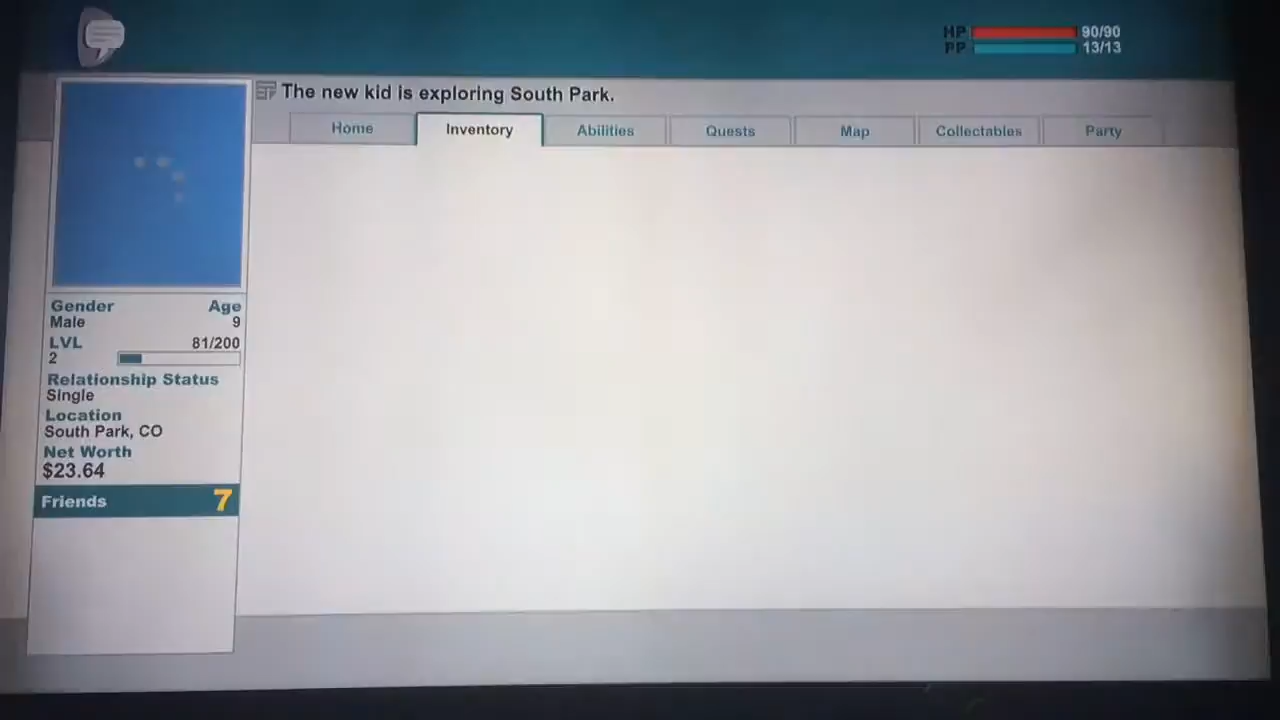 HP 90/90
PP 13/13
The new kid is exploring South Park.
Home Inventory Abilities Quests Map Collectables Party
Gender Age
Male 9
LVL 81/200
2
Relationship Status
Single
Location
South Park, CO
Net Worth
$23.64
Friends 7